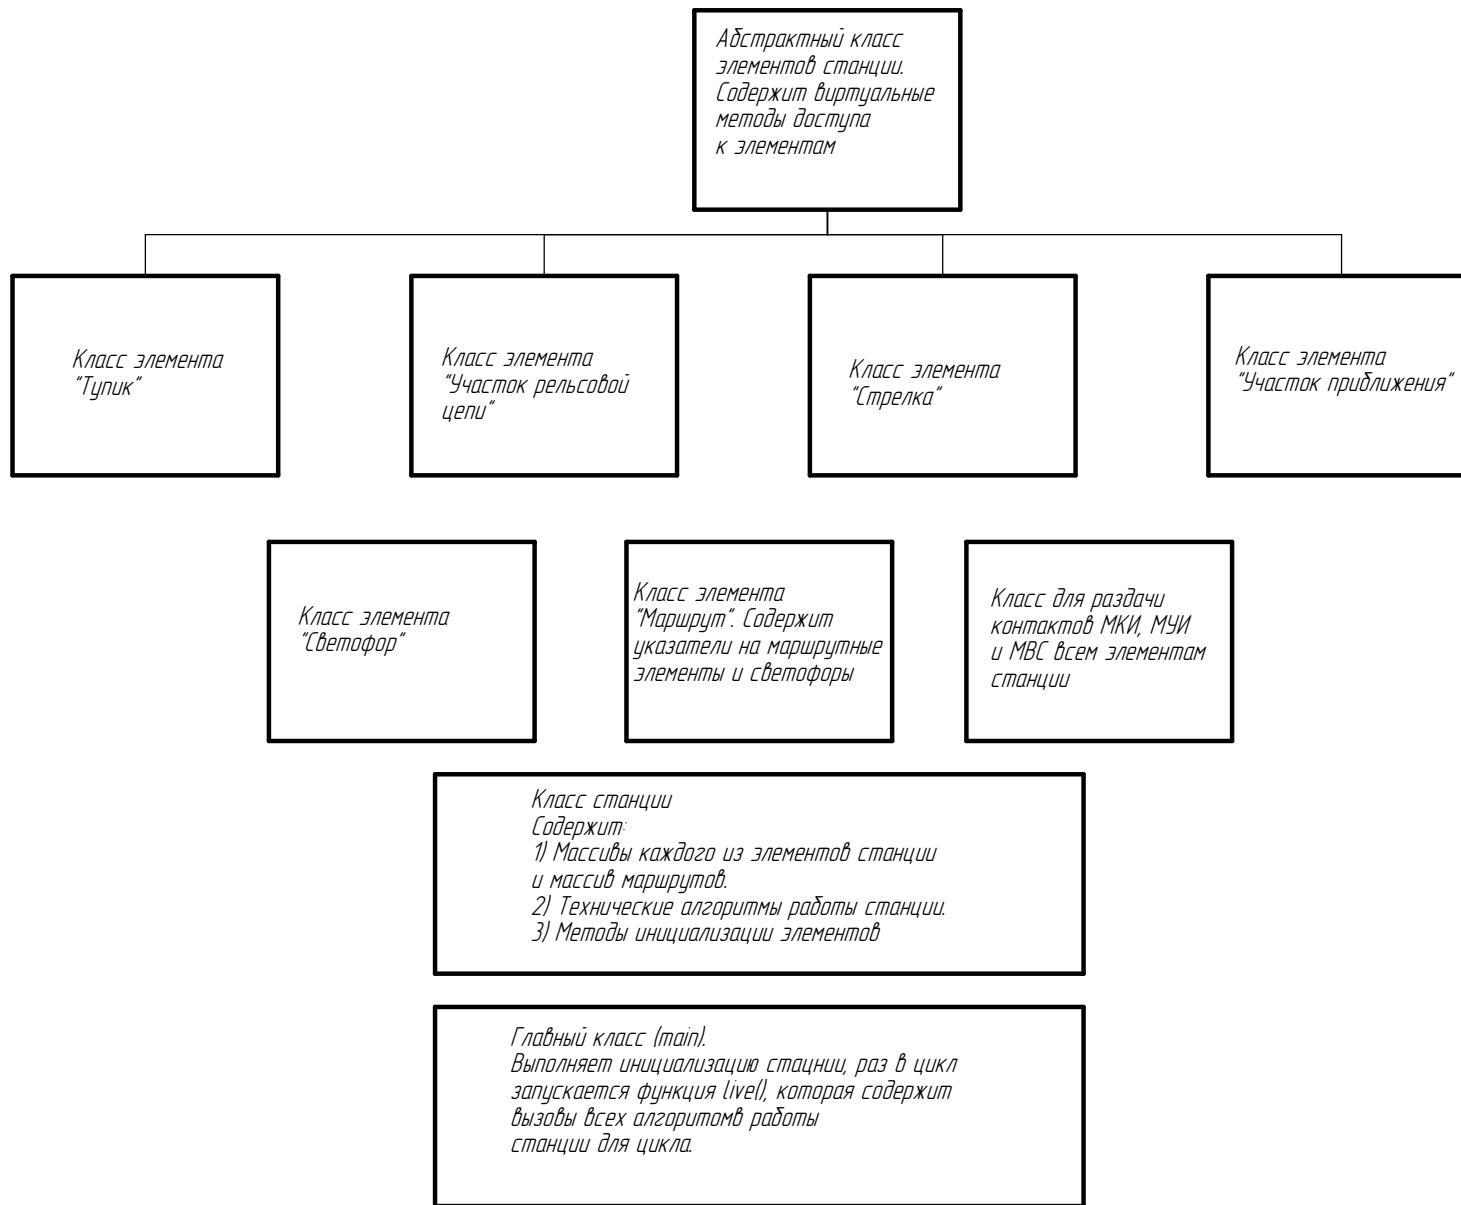 Абстрактный класс
элементов станции.
Содержит виртуальные
методы доступа
к элементам
Класс элемента
"Тупик"
Класс элемента
"Участок рельсовой
цепи"
Класс элемента
"Стрелка"
Класс элемента
"Участок приближения"
Класс элемента
"Светофор"
Класс элемента
"Маршрут". Содержит
указатели на маршрутные
элементы и светофоры
Класс для раздачи
контактов МКИ, МУИ
и МВС всем элементам
станции
Класс станции
Содержит:
1) Массивы каждого из элементов станции
и массив маршрутов.
2) Технические алгоритмы работы станции.
3) Методы инициализации элементов
Главный класс (main).
Выполняет инициализацию стацнии, раз в цикл
запускается функция live(), которая содержит
вызовы всех алгоритомв работы
станции для цикла.